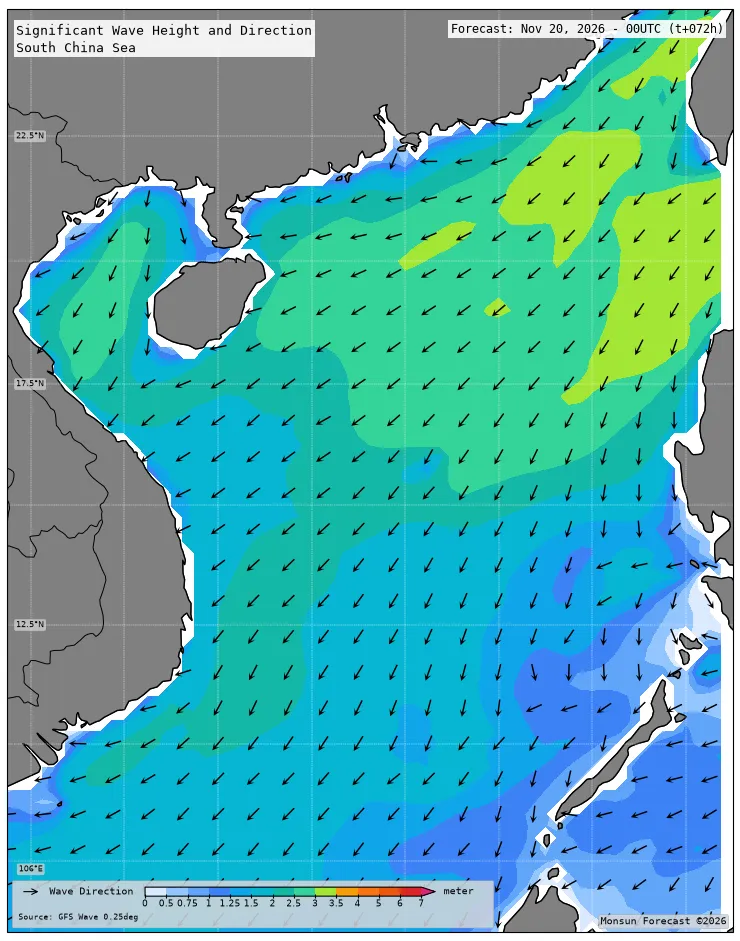 Significant Wave Height and Direction
South China Sea
Forecast: Nov 20, 2026 - 00UTC (t+072h)
22.5°N
17.5°N
12.5°N
106°E
Wave Direction
meter
0 0.5 0.75 1 1.25 1.5 2 2.5 3 3.5 4 5 6 7
Source: GFS Wave 0.25deg
Monsun Forecast ©2026